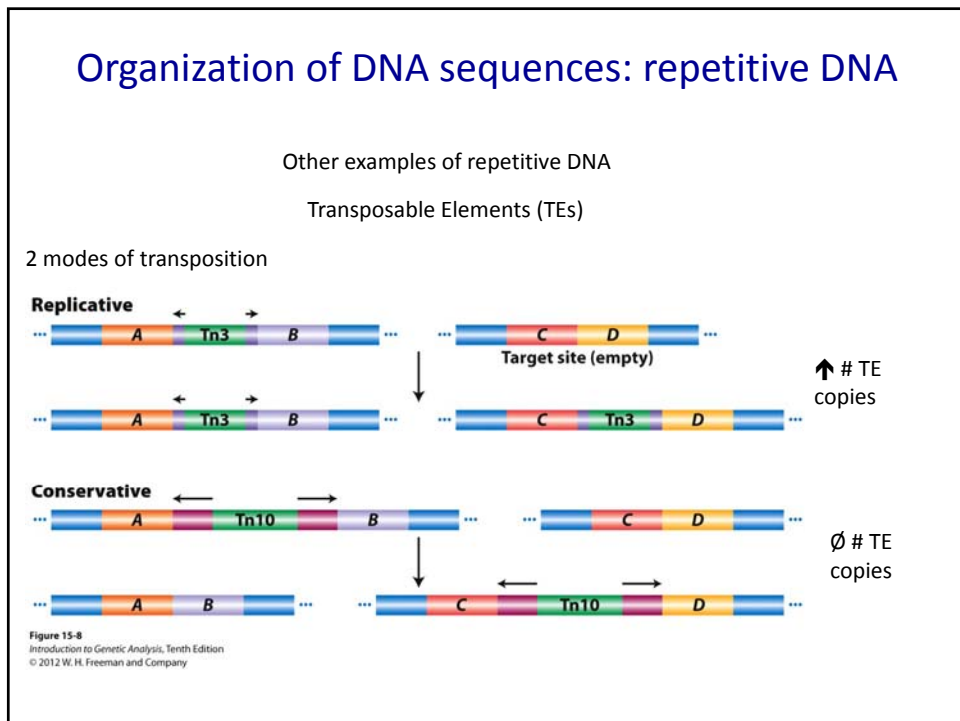 Organization of DNA sequences: repetitive DNA
Other examples of repetitive DNA
Transposable Elements (TEs)
2 modes of transposition
Replicative
... A Tn3 B ... ... C D ...
Target site (empty)
↑ # TE
copies
... A Tn3 B ... ... C Tn3 D ...
Conservative
... A Tn10 B ... ... C D ...
Ø # TE
copies
... A B ... ... C Tn10 D ...
Figure 15-8
Introduction to Genetic Analysis, Tenth Edition
© 2012 W. H. Freeman and Company